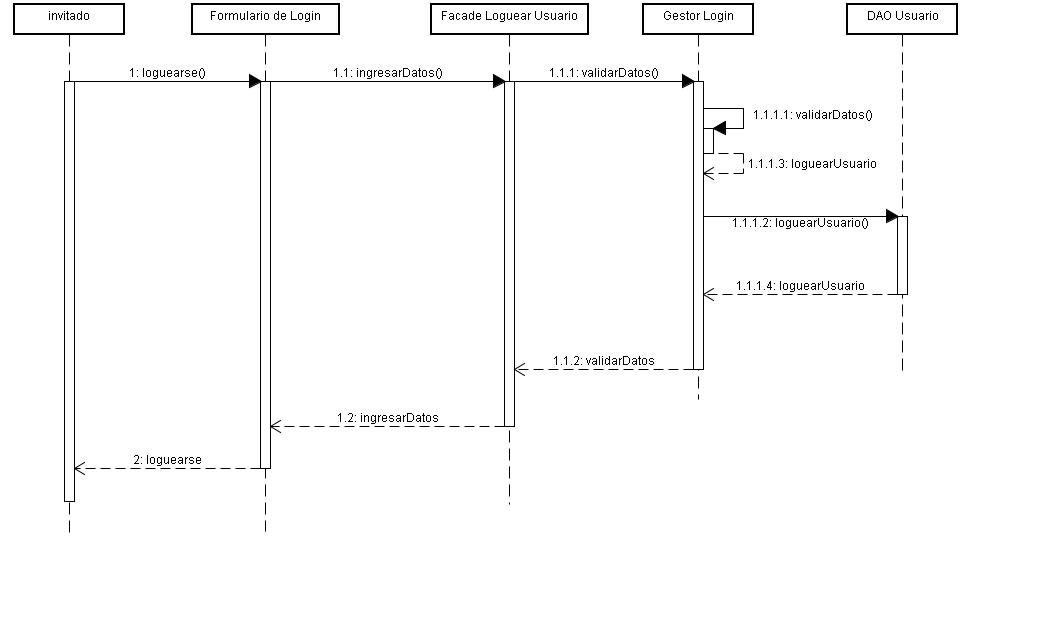 invitado
Formulario de Login
Facade Loguear Usuario
Gestor Login
DAO Usuario
1: loguearse()
1.1: ingresarDatos()
1.1.1: validarDatos()
1.1.1.1: validarDatos()
1.1.1.3: loguearUsuario
1.1.1.2: loguearUsuario()
1.1.1.4: loguearUsuario
1.1.2: validarDatos
1.2: ingresarDatos
2: loguearse